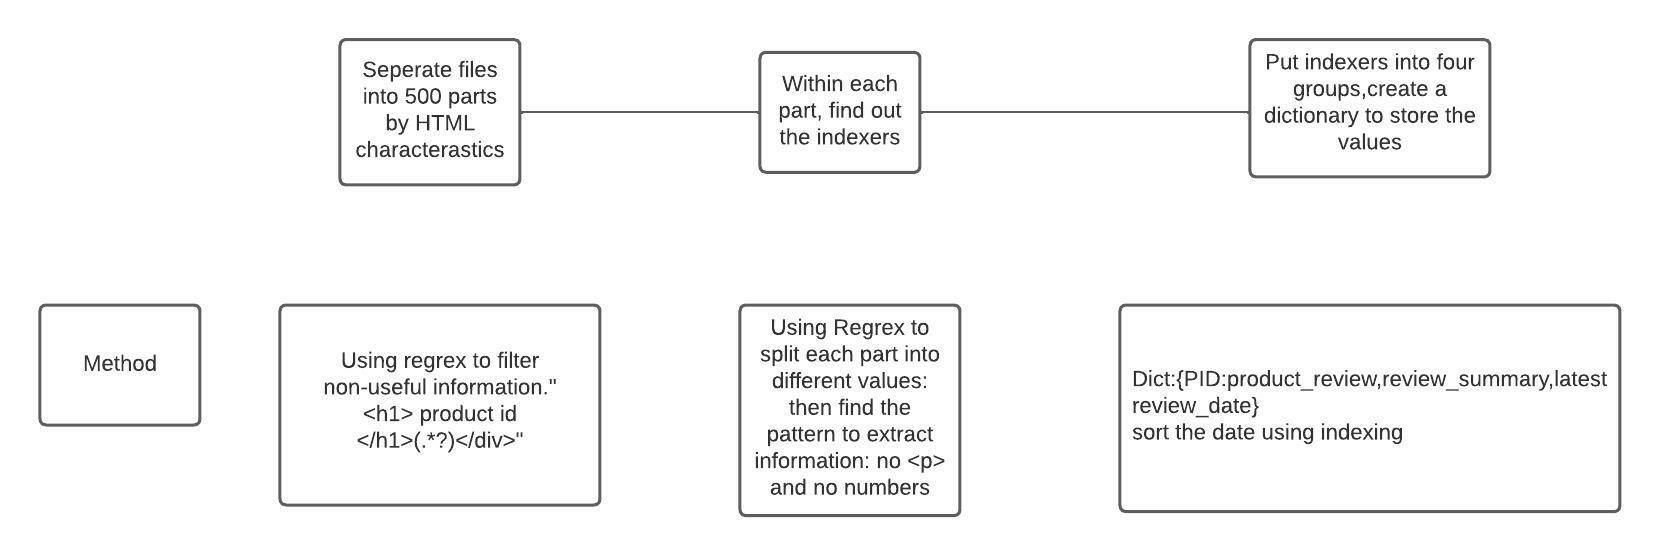 Seperate files
into 500 parts
by HTML
characterastics
Within each
part, find out
the indexers
Put indexers into four
groups,create a
dictionary to store the
values
Method
Using regrex to filter
non-useful information."
<h1> product id
</h1>(.*?)</div>"
Using Regrex to
split each part into
different values:
then find the
pattern to extract
information: no <p>
and no numbers
Dict:{PID:product_review,review_summary,latest
review_date}
sort the date using indexing